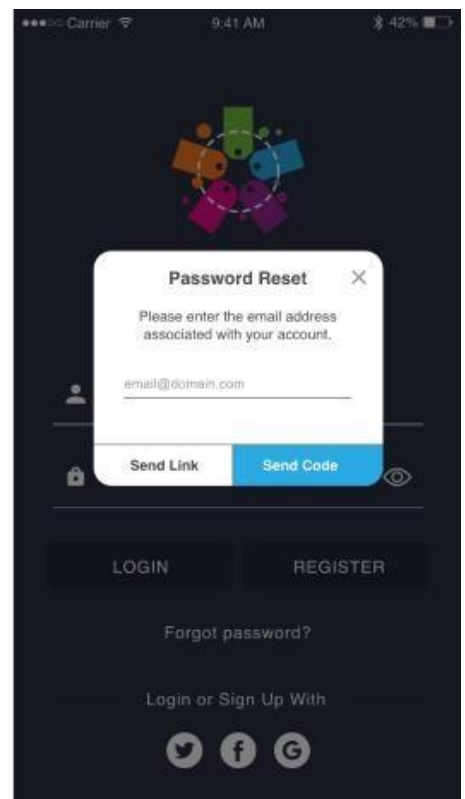 Carrier 9:41 AM 42%
Password Reset
Please enter the email address
associated with your account.
email@domain.com
Send Link Send Code
LOGIN REGISTER
Forgot password?
Login or Sign Up With